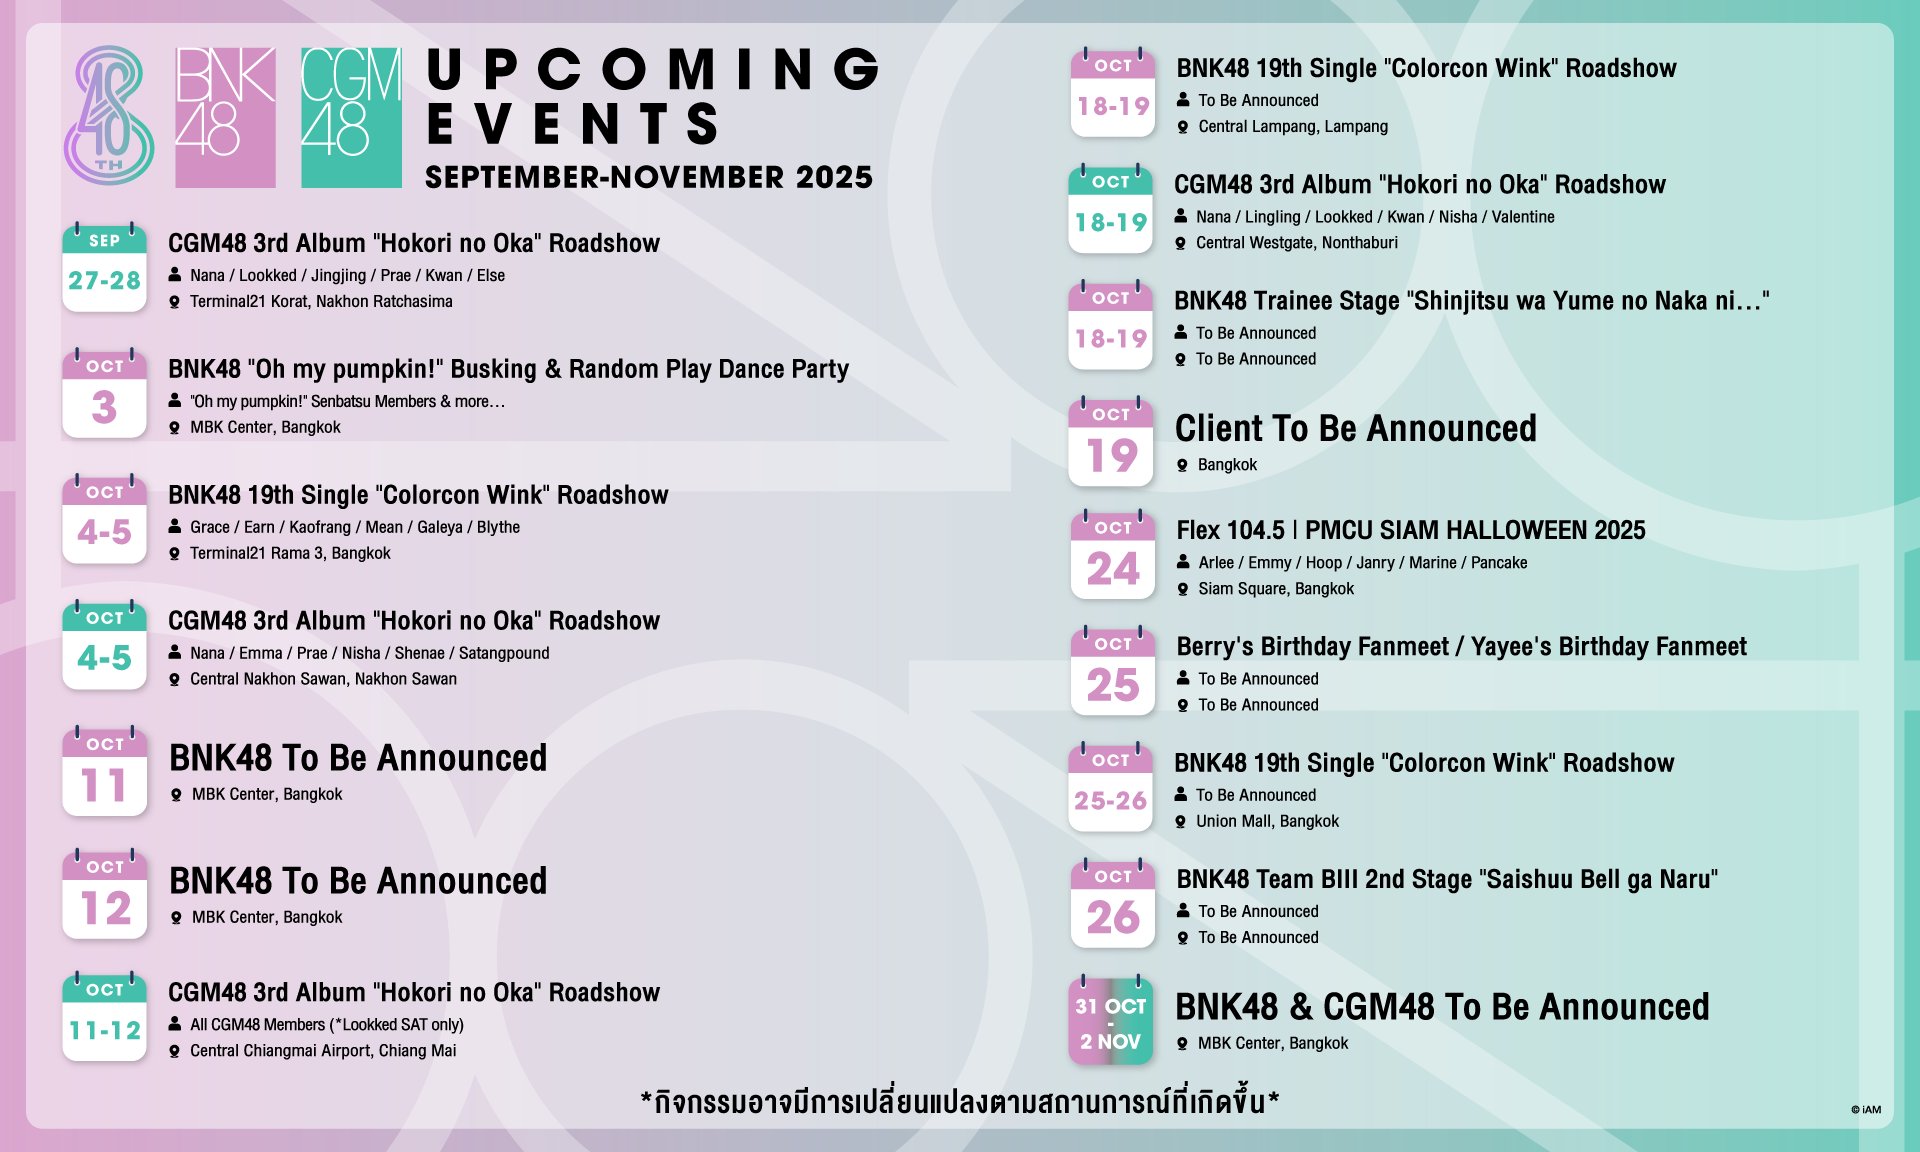 48
10
TH
BNK
48
CGM
48
UPCOMING
EVENTS
SEPTEMBER-NOVEMBER 2025
SEP
27-28
CGM48 3rd Album "Hokori no Oka" Roadshow
Nana / Lookked / Jingjing / Prae / Kwan / Else
Terminal21 Korat, Nakhon Ratchasima
OCT
3
BNK48 "Oh my pumpkin!" Busking & Random Play Dance Party
"Oh my pumpkin!" Senbatsu Members & more...
MBK Center, Bangkok
OCT
4-5
BNK48 19th Single "Colorcon Wink" Roadshow
Grace / Earn / Kaofrang / Mean / Galeya / Blythe
Terminal21 Rama 3, Bangkok
OCT
4-5
CGM48 3rd Album "Hokori no Oka" Roadshow
Nana / Emma / Prae / Nisha / Shenae / Satangpound
Central Nakhon Sawan, Nakhon Sawan
OCT
11
BNK48 To Be Announced
MBK Center, Bangkok
OCT
12
BNK48 To Be Announced
MBK Center, Bangkok
OCT
11-12
CGM48 3rd Album "Hokori no Oka" Roadshow
All CGM48 Members (*Lookked SAT only)
Central Chiangmai Airport, Chiang Mai
OCT
18-19
BNK48 19th Single "Colorcon Wink" Roadshow
To Be Announced
Central Lampang, Lampang
OCT
18-19
CGM48 3rd Album "Hokori no Oka" Roadshow
Nana / Lingling / Lookked / Kwan / Nisha / Valentine
Central Westgate, Nonthaburi
OCT
18-19
BNK48 Trainee Stage "Shinjitsu wa Yume no Naka ni..."
To Be Announced
To Be Announced
OCT
19
Client To Be Announced
Bangkok
OCT
24
Flex 104.5 | PMCU SIAM HALLOWEEN 2025
Arlee / Emmy / Hoop / Janry / Marine / Pancake
Siam Square, Bangkok
OCT
25
Berry's Birthday Fanmeet / Yayee's Birthday Fanmeet
To Be Announced
To Be Announced
OCT
25-26
BNK48 19th Single "Colorcon Wink" Roadshow
To Be Announced
Union Mall, Bangkok
OCT
26
BNK48 Team BIII 2nd Stage "Saishuu Bell ga Naru"
To Be Announced
To Be Announced
31 OCT
-
2 NOV
BNK48 & CGM48 To Be Announced
MBK Center, Bangkok
*กิจกรรมอาจมีการเปลี่ยนแปลงตามสถานการณ์ที่เกิดขึ้น*
© iAM